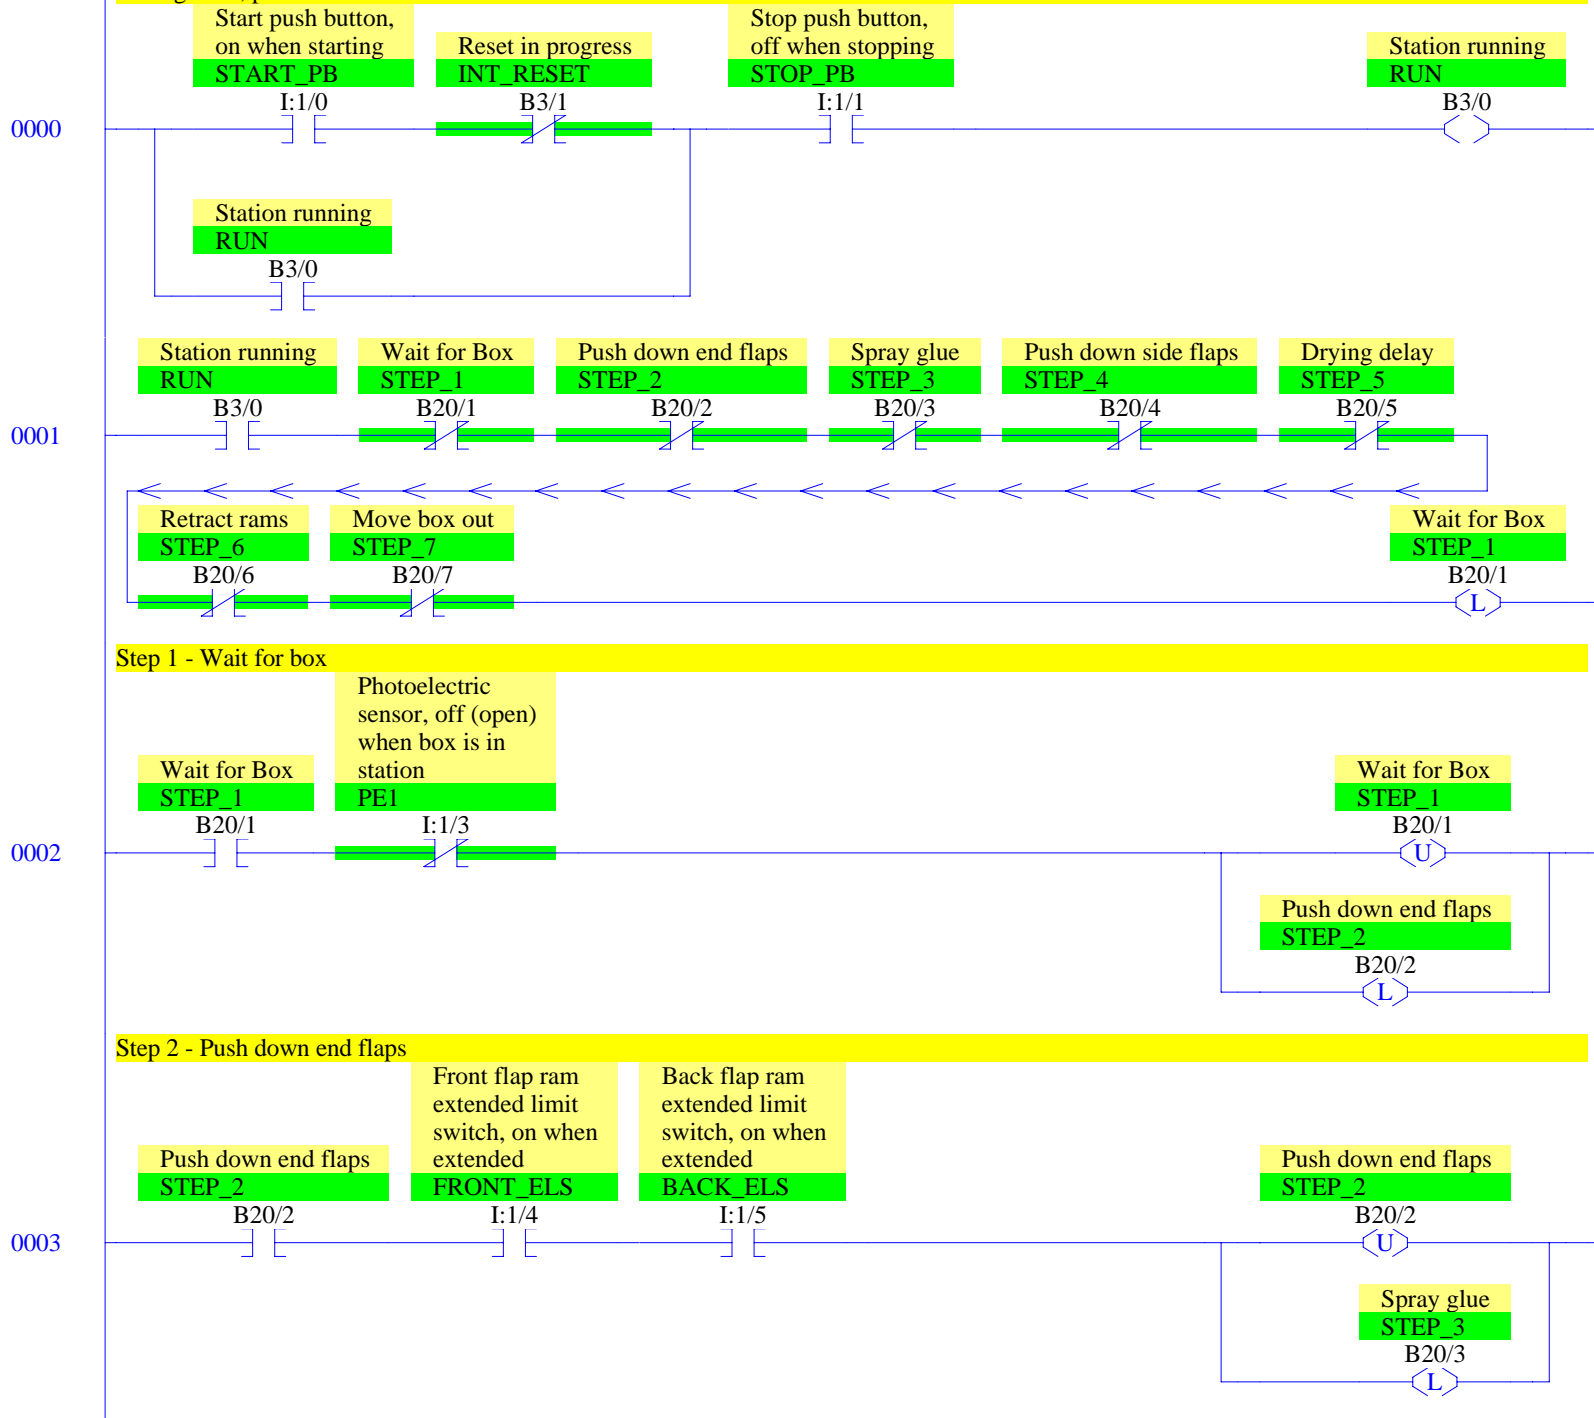 Start push button,
on when starting
START_PB
I:1/0
Reset in progress
INT_RESET
B3/1
Stop push button,
off when stopping
STOP_PB
I:1/1
Station running
RUN
B3/0
0000
Station running
RUN
B3/0
Station running
RUN
B3/0
Wait for Box
STEP_1
B20/1
Push down end flaps
STEP_2
B20/2
Spray glue
STEP_3
B20/3
Push down side flaps
STEP_4
B20/4
Drying delay
STEP_5
B20/5
0001
Retract rams
STEP_6
B20/6
Move box out
STEP_7
B20/7
Wait for Box
STEP_1
B20/1
L
Step 1 - Wait for box
Wait for Box
STEP_1
B20/1
Photoelectric
sensor, off (open)
when box is in
station
PE1
I:1/3
Wait for Box
STEP_1
B20/1
0002
U
Push down end flaps
STEP_2
B20/2
L
Step 2 - Push down end flaps
Push down end flaps
STEP_2
B20/2
Front flap ram
extended limit
switch, on when
extended
FRONT_ELS
I:1/4
Back flap ram
extended limit
switch, on when
extended
BACK_ELS
I:1/5
Push down end flaps
STEP_2
B20/2
0003
U
Spray glue
STEP_3
B20/3
L